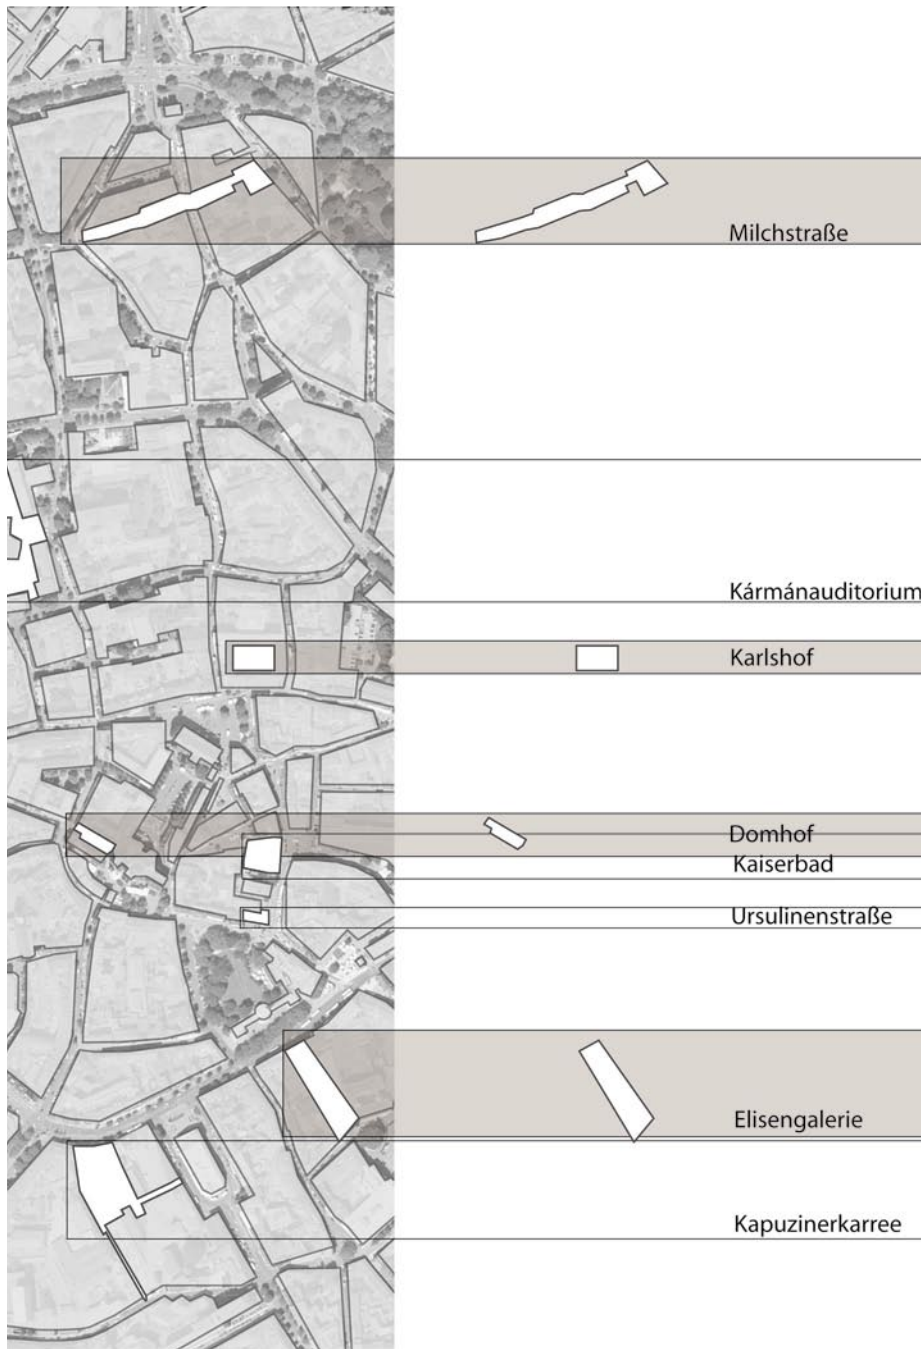 Milchstraße
Kármánauditorium
Karlshof
Domhof
Kaiserbad
Ursulinenstraße
Elisengalerie
Kapuzinerkarree